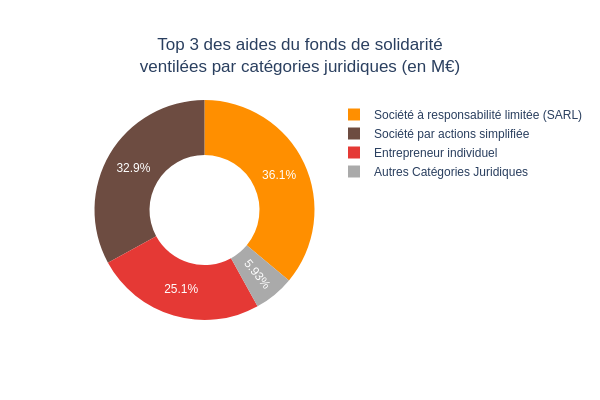 Top 3 des aides du fonds de solidarité
ventilées par catégories juridiques (en M€)
Société à responsabilité limitée (SARL)
Société par actions simplifiée
Entrepreneur individuel
Autres Catégories Juridiques
32.9%
36.1%
5.93%
25.1%